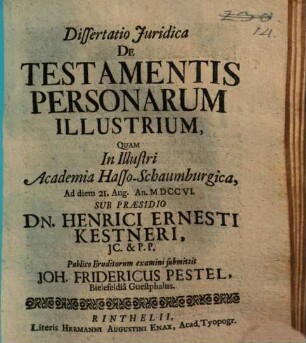 Dissertatio Juridica
DE
TESTAMENTIS
PERSONARUM
ILLUSTRIUM,
QUAM
In Illustri
Academia Hasso-Schaumburgica,
Ad diem 21. Aug. An. MDCCVI.
SUB PRÆSIDIO
DN. HENRICI ERNESTI
KESTNERI,
JC. & P. P.
Publico Eruditorum examini submittit
JOH. FRIDERICUS PESTEL,
Bielefeldiâ Guestphalus.
RINTHELII,
Literis HERMANNI AUGUSTINI ENAX, Acad. Typogr.